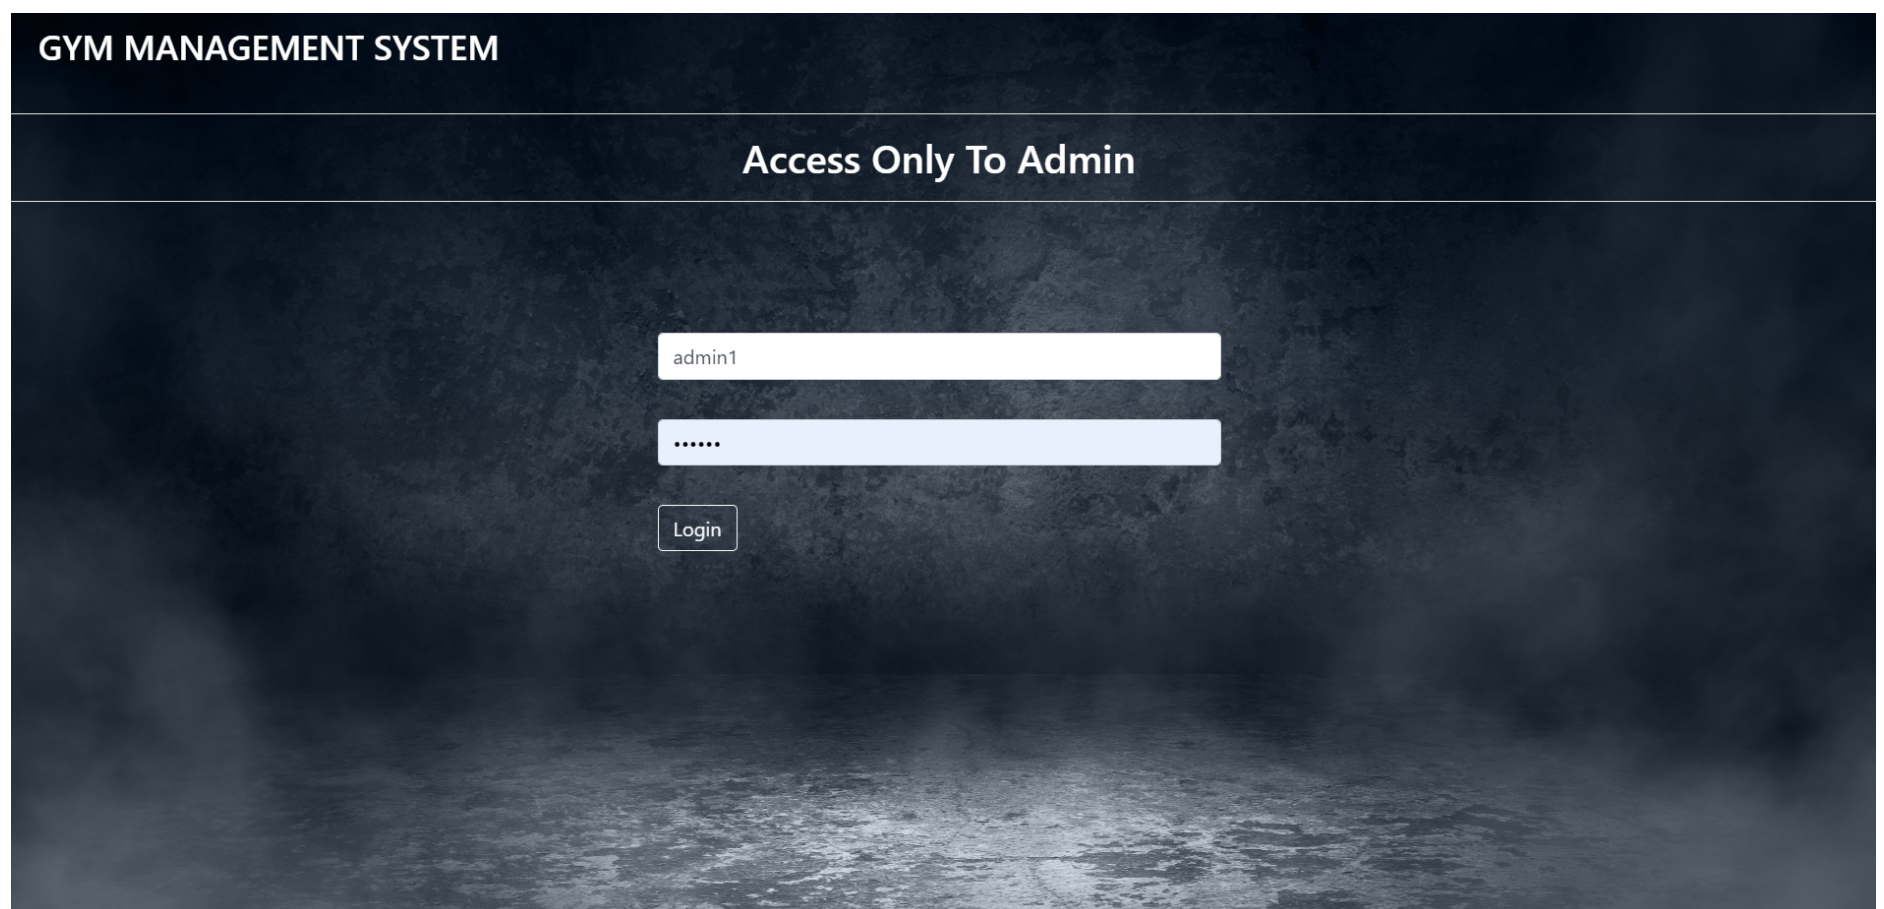 GYM MANAGEMENT SYSTEM
Access Only To Admin
admin1
••••••
Login